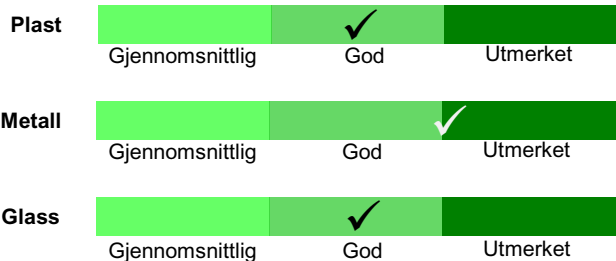 Plast
Gjennomsnittlig God Utmerket
Metall
Gjennomsnittlig God Utmerket
Glass
Gjennomsnittlig God Utmerket